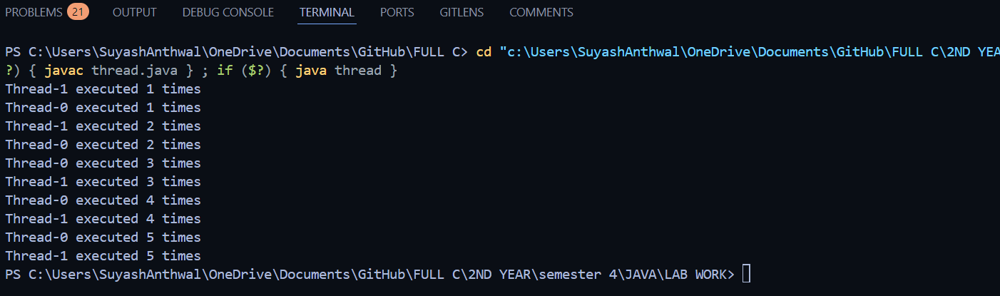 PROBLEMS 21 OUTPUT DEBUG CONSOLE TERMINAL PORTS GITLENS COMMENTS
PS C:\Users\SuyashAnthwal\OneDrive\Documents\GitHub\FULL C> cd "c:\Users\SuyashAnthwal\OneDrive\Documents\GitHub\FULL C\2ND YEA
?) { javac thread.java } ; if ($?) { java thread }
Thread-1 executed 1 times
Thread-0 executed 1 times
Thread-1 executed 2 times
Thread-0 executed 2 times
Thread-0 executed 3 times
Thread-1 executed 3 times
Thread-0 executed 4 times
Thread-1 executed 4 times
Thread-0 executed 5 times
Thread-1 executed 5 times
PS C:\Users\SuyashAnthwal\OneDrive\Documents\GitHub\FULL C\2ND YEAR\semester 4\JAVA\LAB WORK>